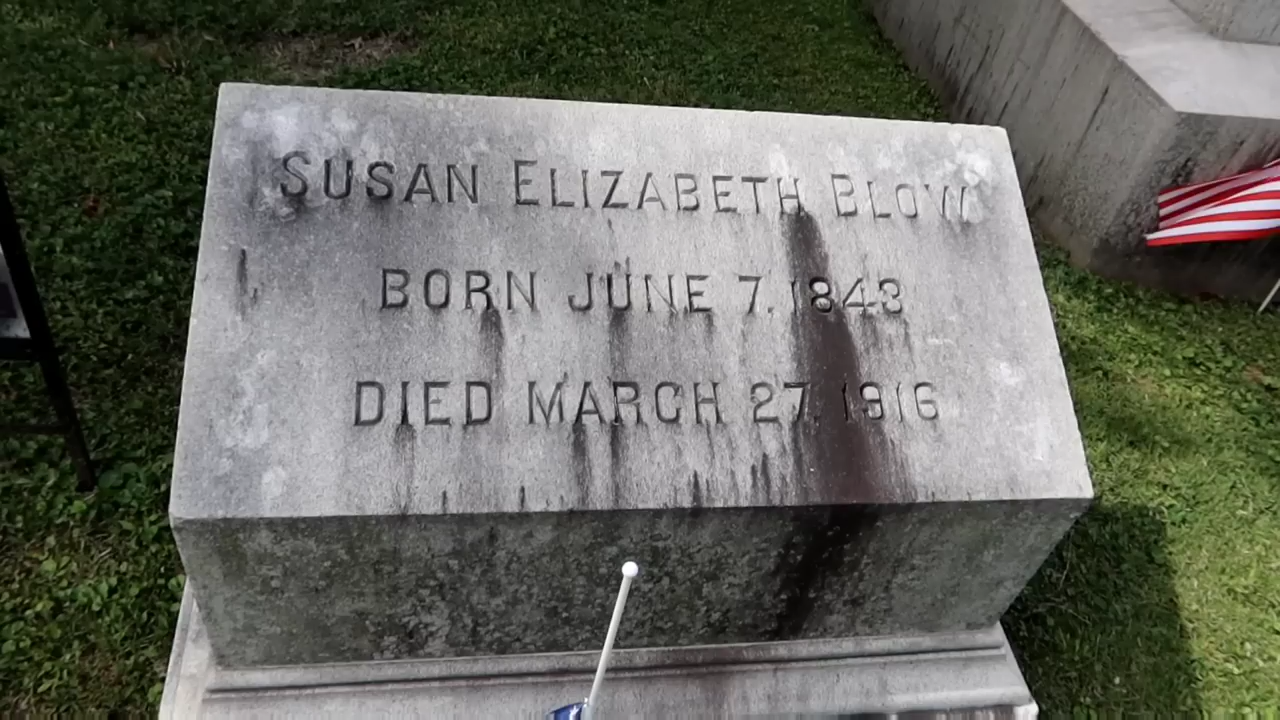 SUSAN ELIZABETH BLOW
BORN JUNE 7, 1843
DIED MARCH 27, 1916